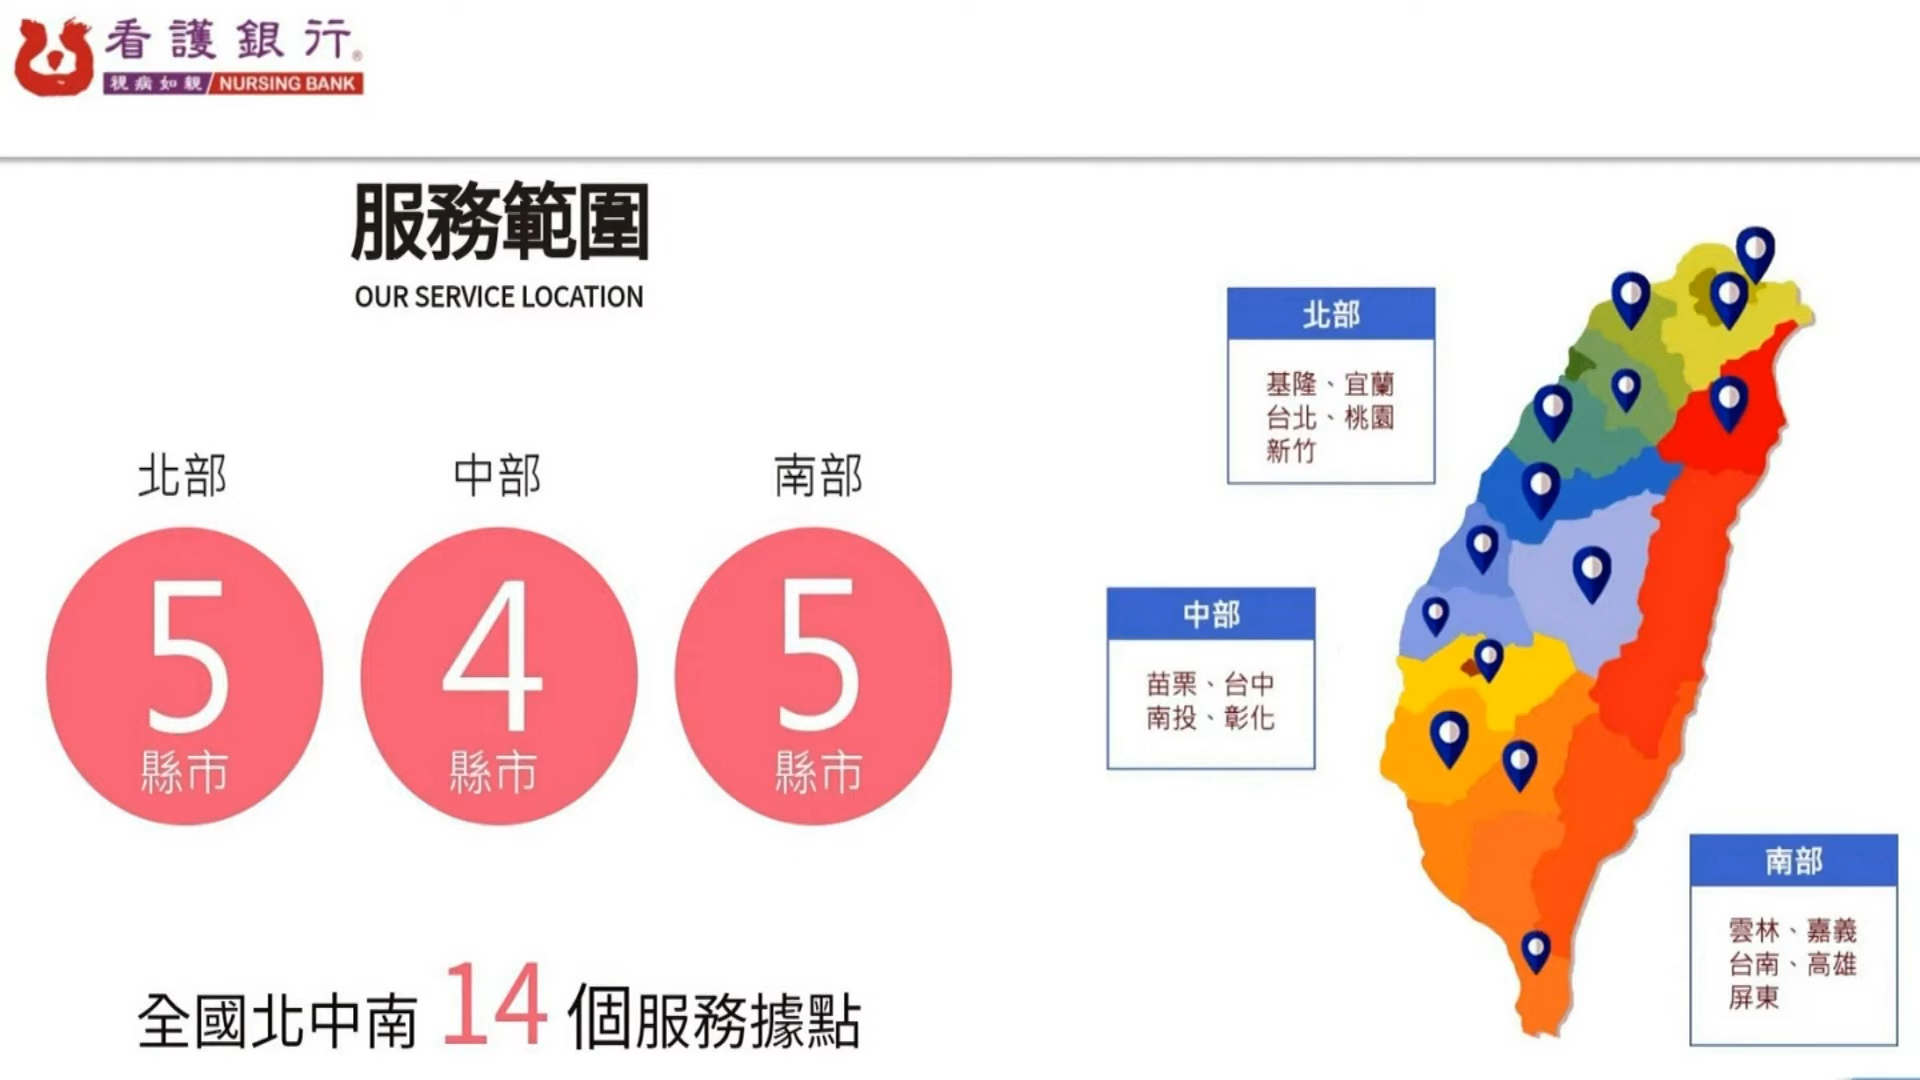 看護銀行®
視病如親 NURSING BANK
服務範圍
OUR SERVICE LOCATION
北部
5
縣市
中部
4
縣市
南部
5
縣市
全國北中南 14 個服務據點
北部
基隆、宜蘭
台北、桃園
新竹
中部
苗栗、台中
南投、彰化
南部
雲林、嘉義
台南、高雄
屏東